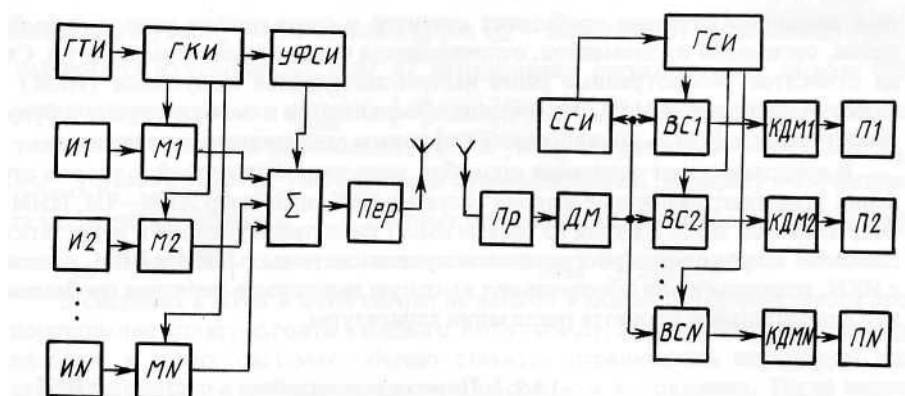 ГТИ ГКИ УФСИ ГСИ
И1 М1 ССИ ВС1 КДМ1 П1
И2 М2 Σ Пер Пр ДМ ВС2 КДМ2 П2
ИN МN ВСN КДМN ПN